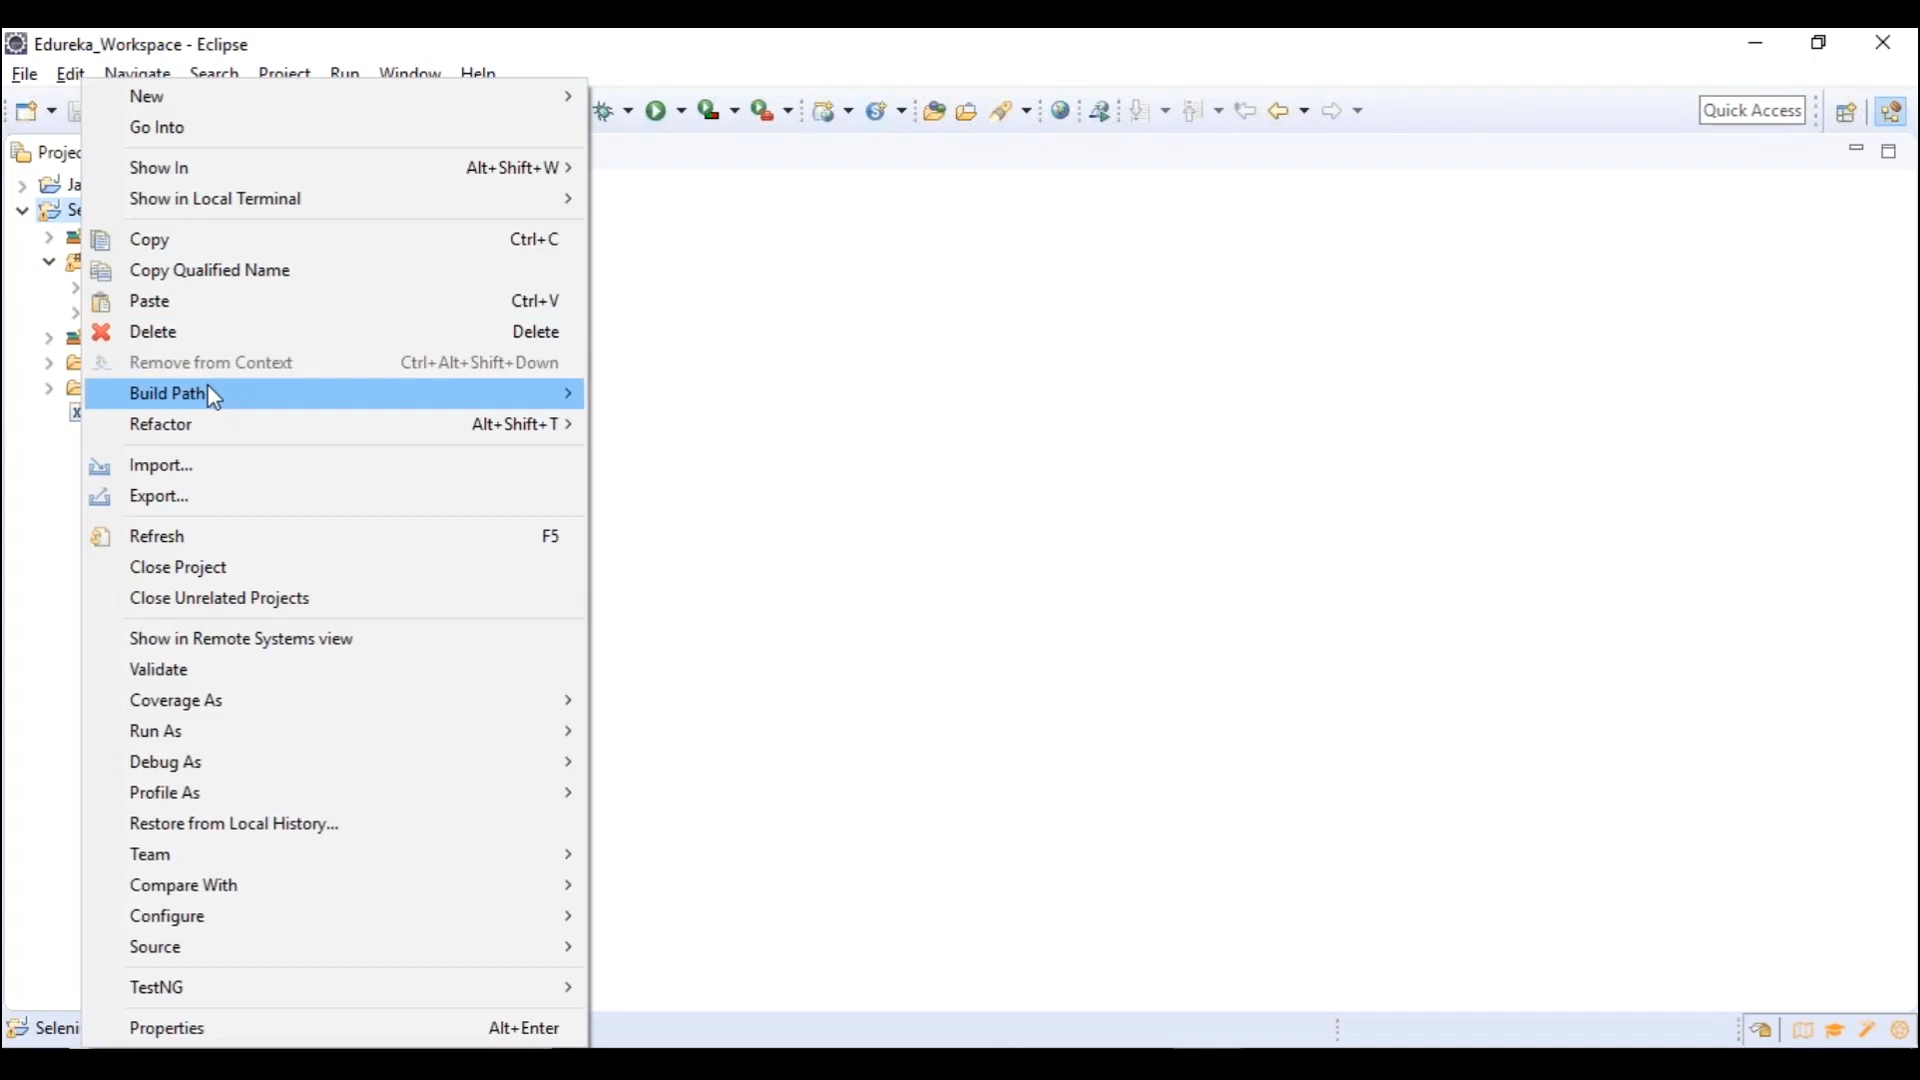 Edureka_Workspace - Eclipse
File Edit Navigate Search Project Run Window Help
Quick Access
Projec
Ja
Se
New
Go Into
Show In Alt+Shift+W
Show in Local Terminal
Copy Ctrl+C
Copy Qualified Name
Paste Ctrl+V
Delete Delete
Remove from Context Ctrl+Alt+Shift+Down
Build Path
Refactor Alt+Shift+T
Import...
Export...
Refresh F5
Close Project
Close Unrelated Projects
Show in Remote Systems view
Validate
Coverage As
Run As
Debug As
Profile As
Restore from Local History...
Team
Compare With
Configure
Source
TestNG
Properties Alt+Enter
Seleni